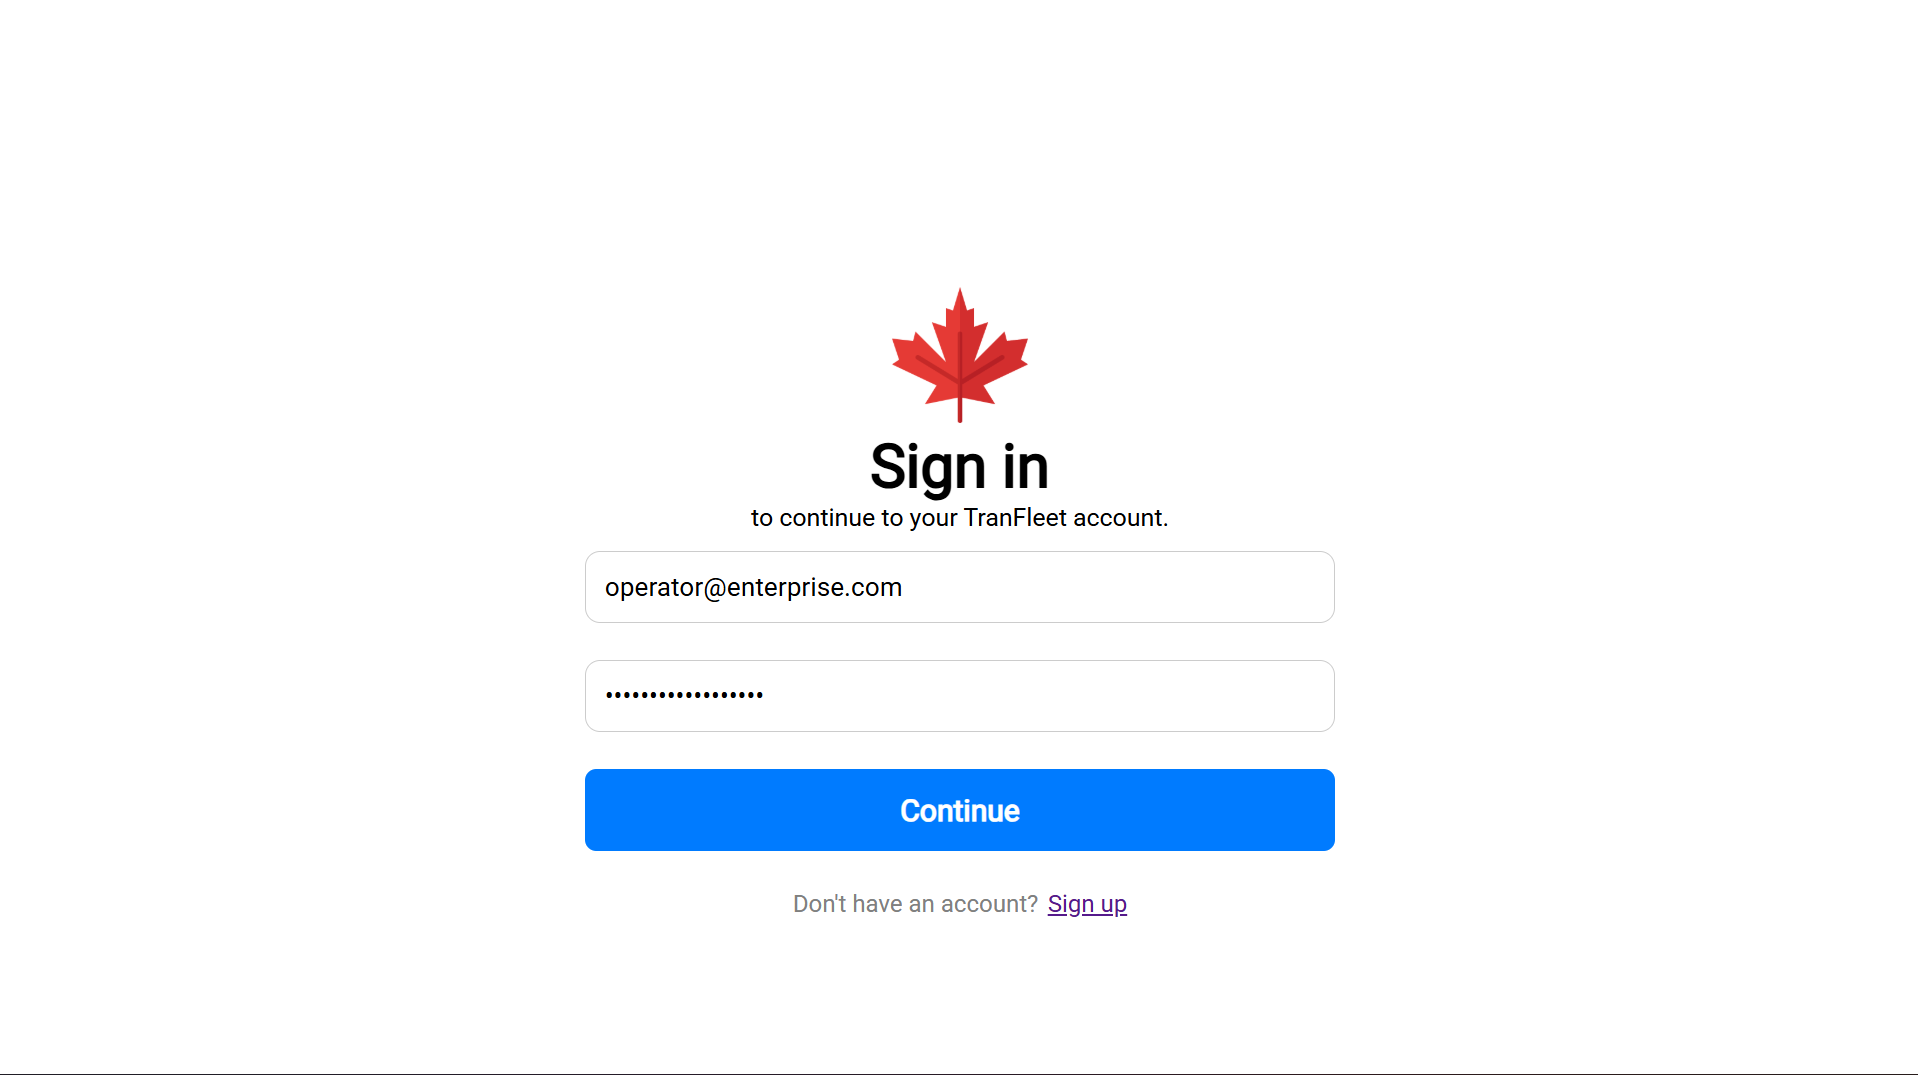 Sign in
to continue to your TranFleet account.
operator@enterprise.com
••••••••••••••••••
Continue
Don't have an account? Sign up